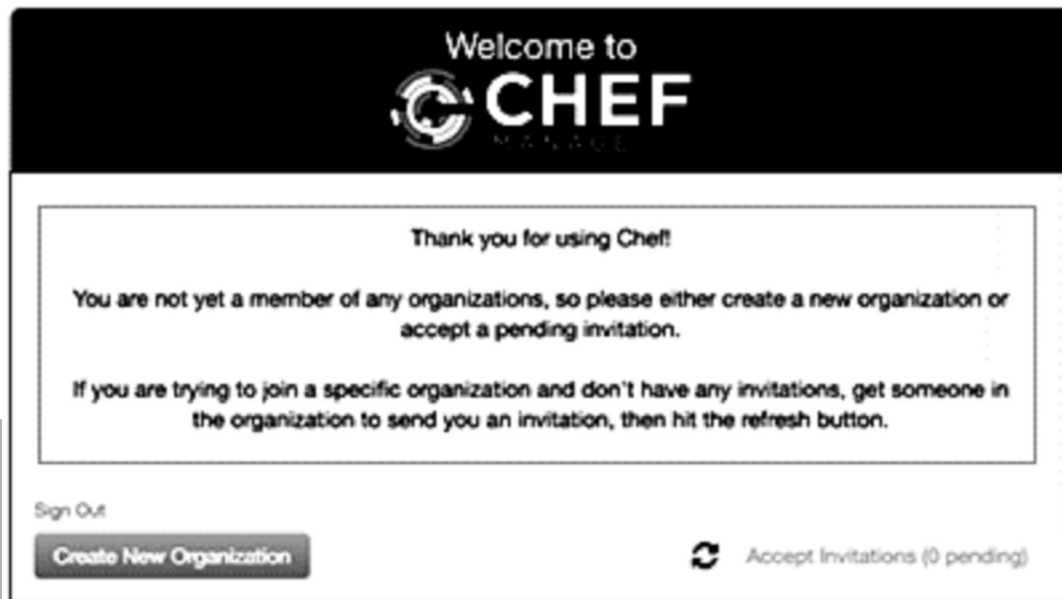 Welcome to
CHEF
MANAGE
Thank you for using Chef!
You are not yet a member of any organizations, so please either create a new organization or
accept a pending invitation.
If you are trying to join a specific organization and don't have any invitations, get someone in
the organization to send you an invitation, then hit the refresh button.
Sign Out
Create New Organization
Accept Invitations (0 pending)